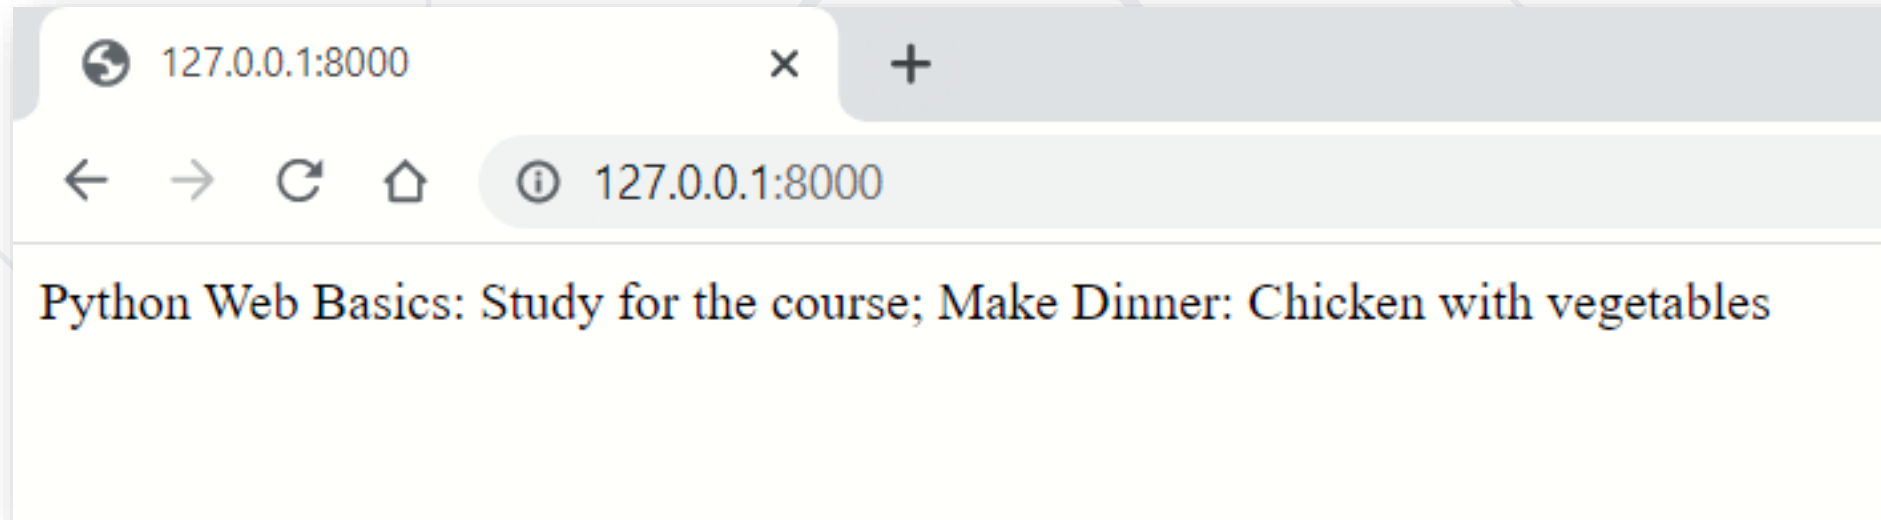 127.0.0.1:8000
127.0.0.1:8000
Python Web Basics: Study for the course; Make Dinner: Chicken with vegetables